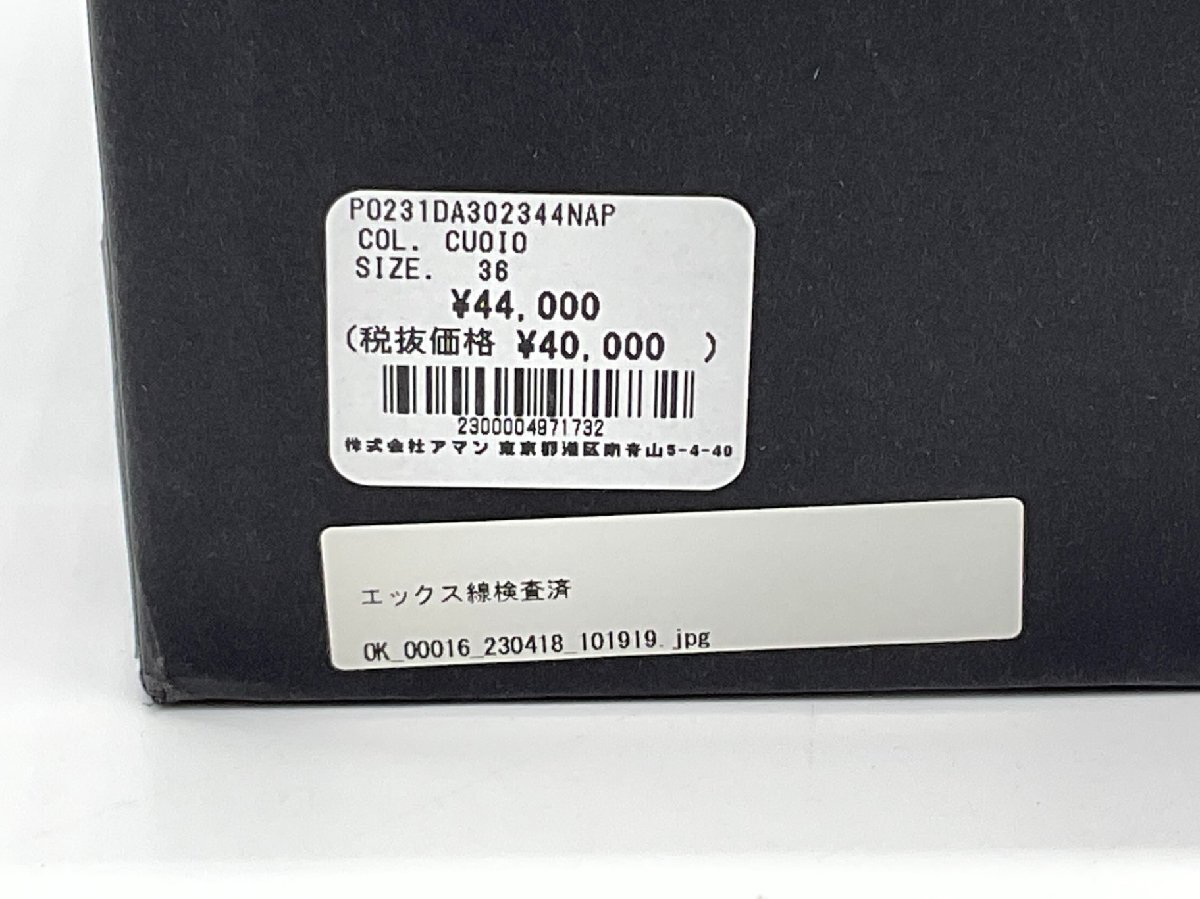 PO231DA302344NAP
COL. CUOIO
SIZE. 36
¥44,000
(税抜価格 ¥40,000 )
2300004971732
株式会社アマン 東京都港区南青山5-4-40
エックス線検査済
OK_00016_230418_101919.jpg